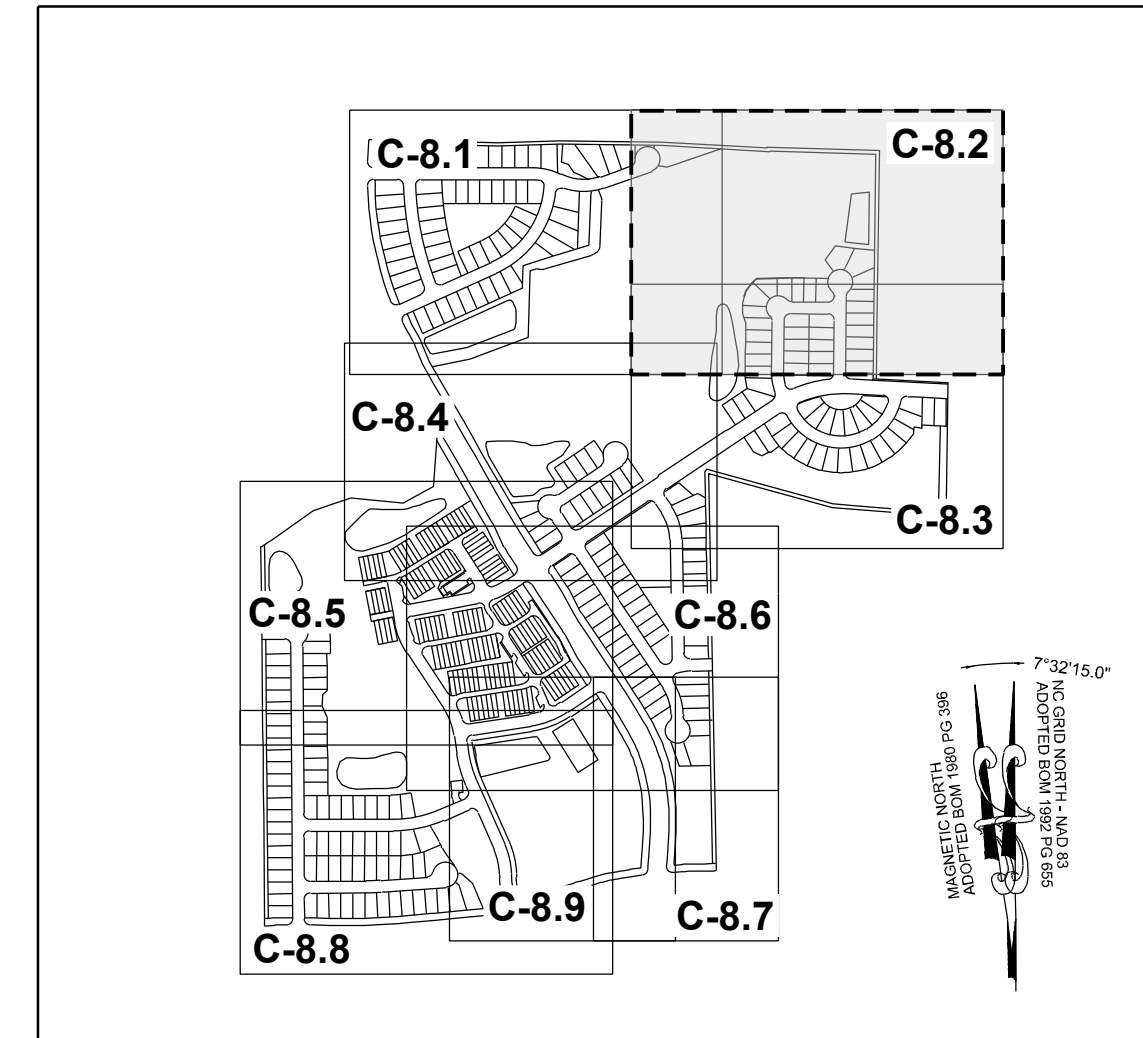 C-8.1
C-8.2
C-8.4
C-8.3
C-8.5
C-8.6
7°32'15.0"
MAGNETIC NORTH
ADOPTED BOM 1980 PG 396
NC GRID NORTH - NAD 83
ADOPTED BOM 1992 PG 655
C-8.9
C-8.7
C-8.8